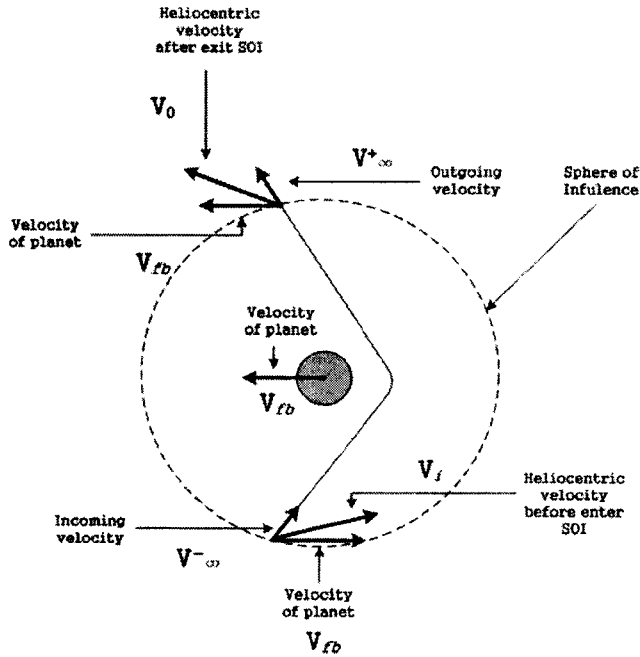 Heliocentric
velocity
after exit SOI
V0
V+∞
Outgoing
velocity
Sphere of
Infulence
Velocity
of planet
Vfb
Velocity
of planet
Vfb
Vi
Heliocentric
velocity
before enter
SOI
Incoming
velocity
V-∞
Velocity
of planet
Vfb